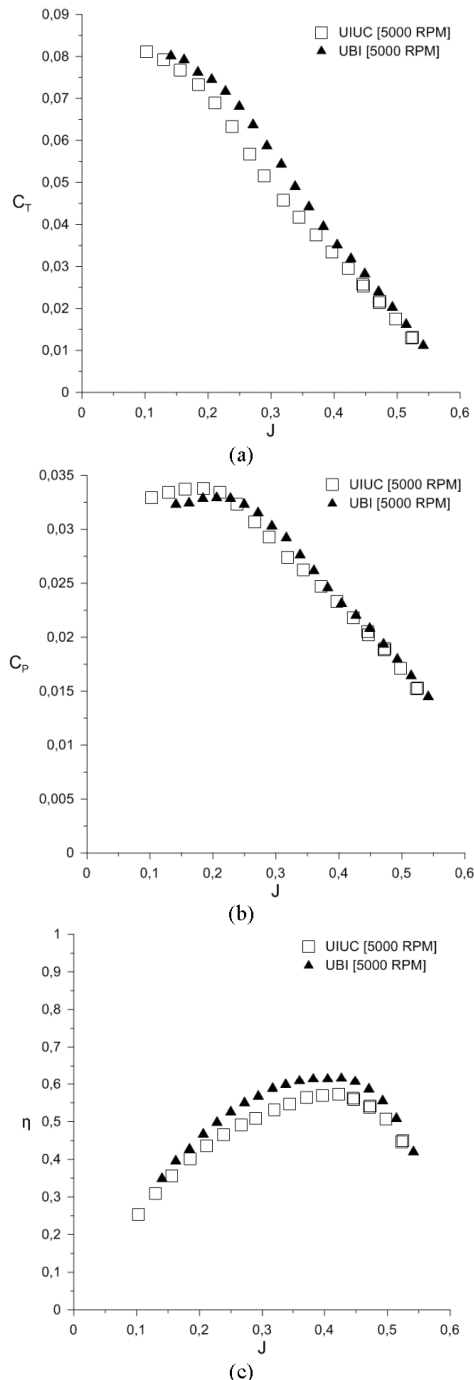 0,09
0,08
0,07
0,06
0,05
0,04
0,03
0,02
0,01
0
C_T
□ UIUC [5000 RPM]
▲ UBI [5000 RPM]
0 0,1 0,2 0,3 0,4 0,5 0,6
J
(a)
0,035
0,03
0,025
0,02
0,015
0,01
0,005
0
C_P
□ UIUC [5000 RPM]
▲ UBI [5000 RPM]
0 0,1 0,2 0,3 0,4 0,5 0,6
J
(b)
1
0,9
0,8
0,7
0,6
0,5
0,4
0,3
0,2
0,1
0
η
□ UIUC [5000 RPM]
▲ UBI [5000 RPM]
0 0,1 0,2 0,3 0,4 0,5 0,6
J
(c)